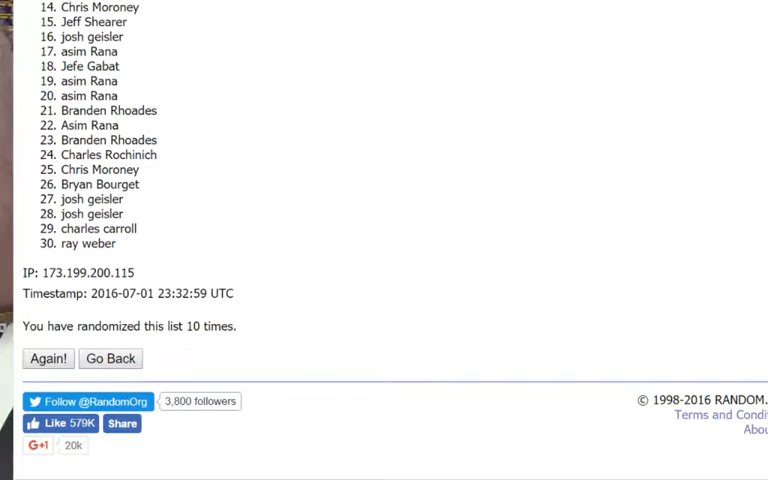 14. Chris Moroney
15. Jeff Shearer
16. josh geisler
17. asim Rana
18. Jefe Gabat
19. asim Rana
20. asim Rana
21. Branden Rhoades
22. Asim Rana
23. Branden Rhoades
24. Charles Rochinich
25. Chris Moroney
26. Bryan Bourget
27. josh geisler
28. josh geisler
29. charles carroll
30. ray weber
IP: 173.199.200.115
Timestamp: 2016-07-01 23:32:59 UTC
You have randomized this list 10 times.
Again! Go Back
Follow @RandomOrg 3,800 followers
© 1998-2016 RANDOM.
Like 579K Share
Terms and Condi
Abou
G+1 20k